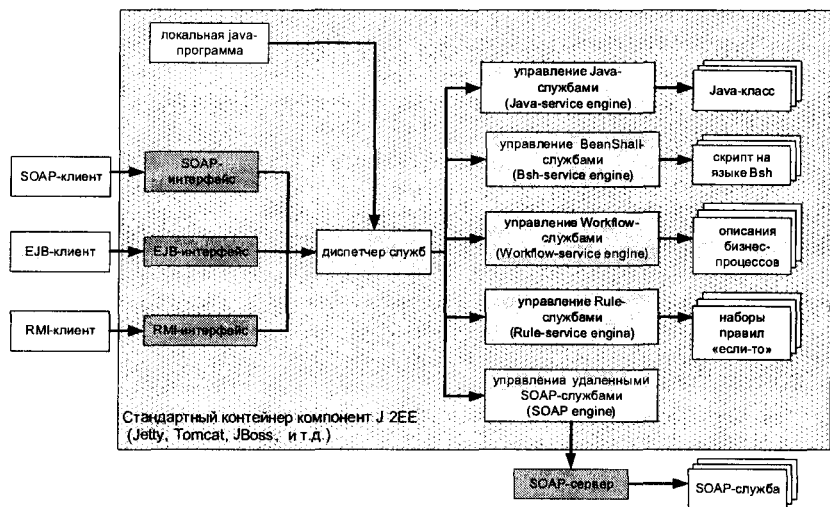 локальная java-
программа
управление Java-
службами
(Java-service engine)
Java-класс
управление BeanShall-
службами
(Bsh-service engine)
скрипт на
языке Bsh
SOAP-клиент
SOAP-
интерфейс
EJB-клиент
EJB-интерфейс
диспетчер служб
управление Workflow-
службами
(Workflow-service engine)
описания
бизнес-
процессов
RMI-клиент
RMI-интерфейс
управление Rule-
службами
(Rule-service engina)
наборы
правил
«если-то»
управлениа удаленными
SOAP-службами
(SOAP engine)
Стандартный контейнер компонент J 2EE
(Jetty, Tomcat, JBoss, и т.д.)
SOAP-сервер
SOAP-служба